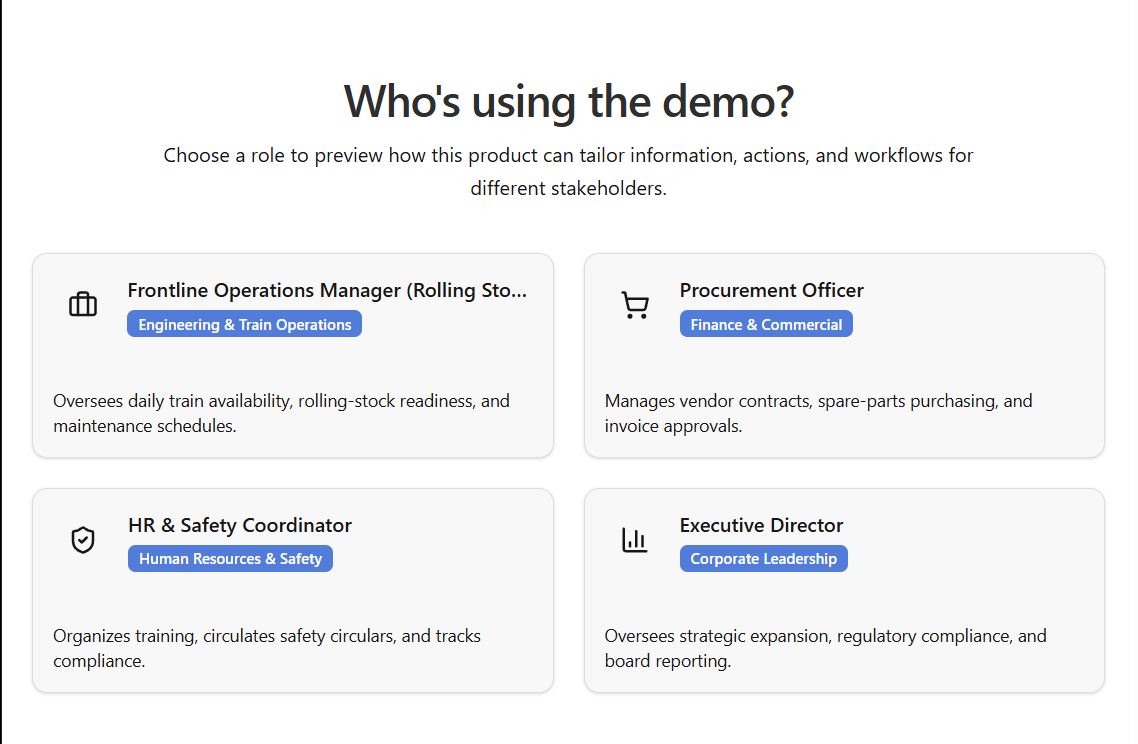 Who's using the demo?
Choose a role to preview how this product can tailor information, actions, and workflows for
different stakeholders.
Frontline Operations Manager (Rolling Sto...
Engineering & Train Operations
Oversees daily train availability, rolling-stock readiness, and
maintenance schedules.
Procurement Officer
Finance & Commercial
Manages vendor contracts, spare-parts purchasing, and
invoice approvals.
HR & Safety Coordinator
Human Resources & Safety
Organizes training, circulates safety circulars, and tracks
compliance.
Executive Director
Corporate Leadership
Oversees strategic expansion, regulatory compliance, and
board reporting.